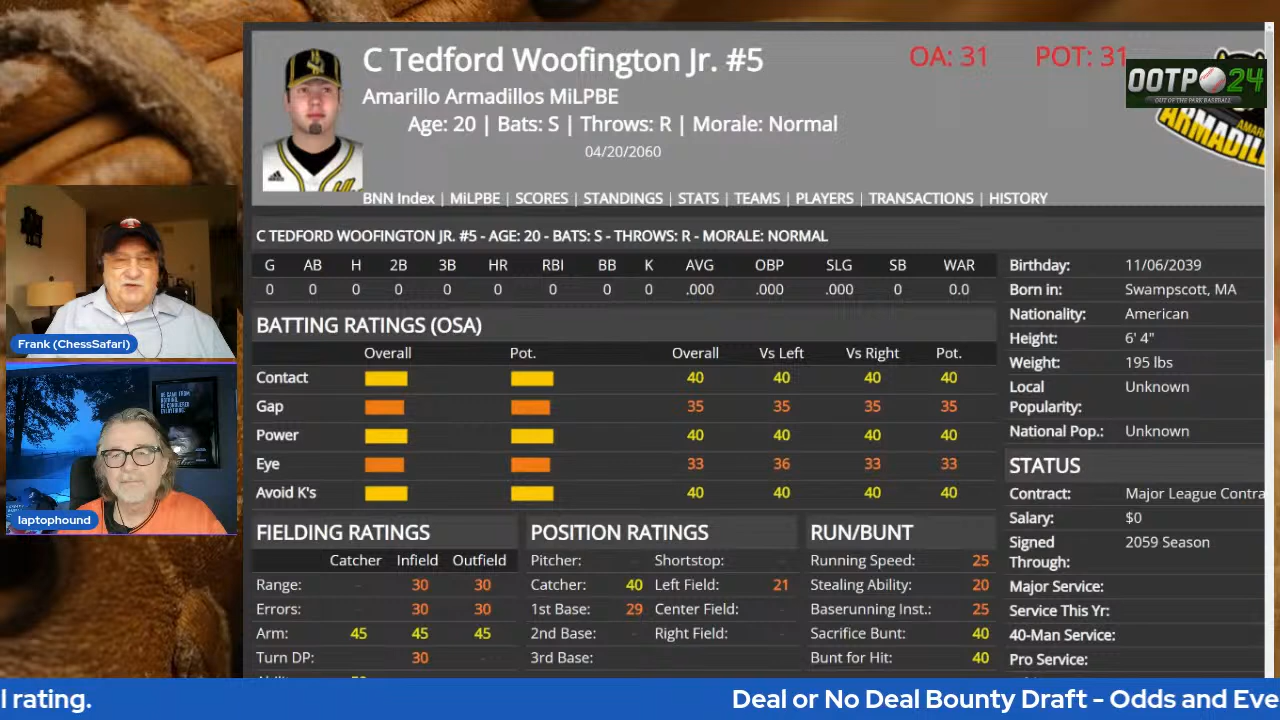 C Tedford Woofington Jr. #5
OA: 31 POT: 31
OOTP 24
OUT OF THE PARK BASEBALL
Amarillo Armadillos MiLPBE
Age: 20 | Bats: S | Throws: R | Morale: Normal
04/20/2060
BNN Index | MiLPBE | SCORES | STANDINGS | STATS | TEAMS | PLAYERS | TRANSACTIONS | HISTORY
C TEDFORD WOOFINGTON JR. #5 - AGE: 20 - BATS: S - THROWS: R - MORALE: NORMAL
G AB H 2B 3B HR RBI BB K AVG OBP SLG SB WAR
0 0 0 0 0 0 0 0 0 .000 .000 .000 0 0.0
BATTING RATINGS (OSA)
Overall Pot. Overall Vs Left Vs Right Pot.
Contact 40 40 40 40
Gap 35 35 35 35
Power 40 40 40 40
Eye 33 36 33 33
Avoid K's 40 40 40 40
Birthday: 11/06/2039
Born in: Swampscott, MA
Nationality: American
Height: 6' 4"
Weight: 195 lbs
Local Popularity: Unknown
National Pop.: Unknown
STATUS
Contract: Major League Contra
Salary: $0
Signed Through: 2059 Season
Major Service:
Service This Yr:
40-Man Service:
Pro Service:
FIELDING RATINGS
Catcher Infield Outfield
Range: - 30 30
Errors: - 30 30
Arm: 45 45 45
Turn DP: 30 -
POSITION RATINGS
Pitcher: - Shortstop: -
Catcher: 40 Left Field: 21
1st Base: 29 Center Field: -
2nd Base: - Right Field: -
3rd Base: -
RUN/BUNT
Running Speed: 25
Stealing Ability: 20
Baserunning Inst.: 25
Sacrifice Bunt: 40
Bunt for Hit: 40
Frank (ChessSafari)
laptophound
l rating.
Deal or No Deal Bounty Draft - Odds and Eve